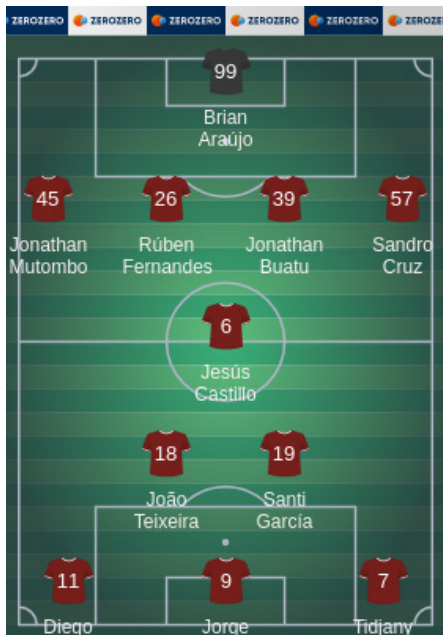 ZEROZERO ZEROZERO ZEROZERO ZEROZERO ZEROZERO ZEROZERO
99
Brian
Araújo
45 26 39 57
Jonathan Rúben Jonathan Sandro
Mutombo Fernandes Buatu Cruz
6
Jesús
Castillo
18 19
João Santi
Teixeira García
11 9 7
Diego Jorge Tidjany